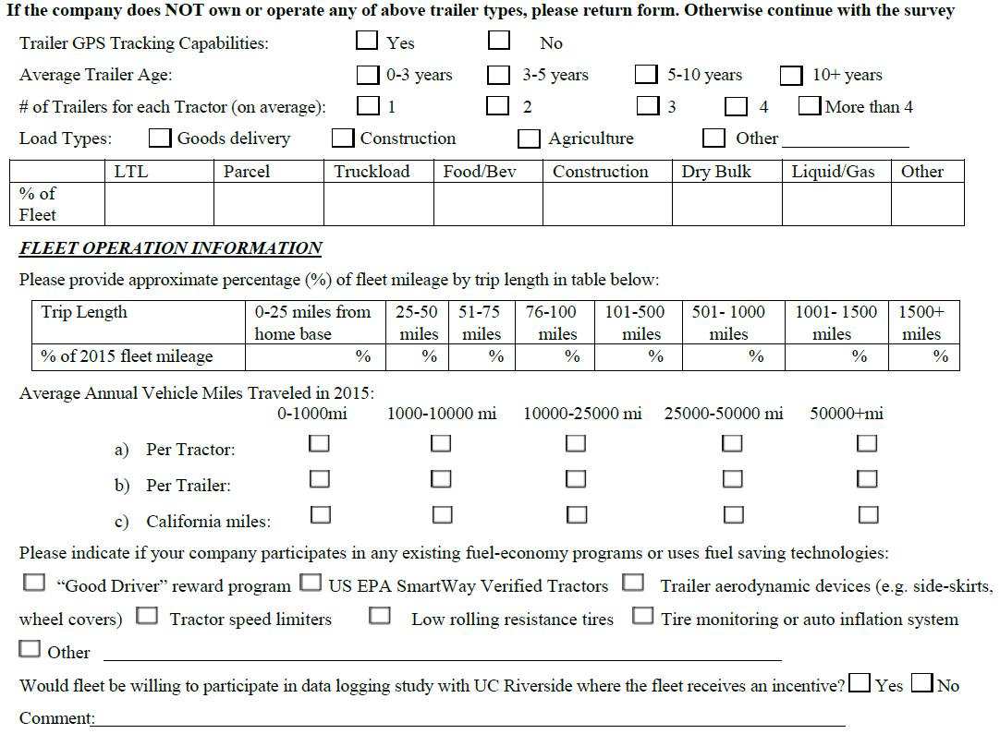 If the company does NOT own or operate any of above trailer types, please return form. Otherwise continue with the survey
Trailer GPS Tracking Capabilities: ☐ Yes ☐ No
Average Trailer Age: ☐ 0-3 years ☐ 3-5 years ☐ 5-10 years ☐ 10+ years
# of Trailers for each Tractor (on average): ☐ 1 ☐ 2 ☐ 3 ☐ 4 ☐ More than 4
Load Types: ☐ Goods delivery ☐ Construction ☐ Agriculture ☐ Other ______________
LTL Parcel Truckload Food/Bev Construction Dry Bulk Liquid/Gas Other
% of
Fleet
FLEET OPERATION INFORMATION
Please provide approximate percentage (%) of fleet mileage by trip length in table below:
Trip Length 0-25 miles from 25-50 51-75 76-100 101-500 501- 1000 1001- 1500 1500+
home base miles miles miles miles miles miles miles
% of 2015 fleet mileage % % % % % % % %
Average Annual Vehicle Miles Traveled in 2015:
0-1000mi 1000-10000 mi 10000-25000 mi 25000-50000 mi 50000+mi
a) Per Tractor: ☐ ☐ ☐ ☐ ☐
b) Per Trailer: ☐ ☐ ☐ ☐ ☐
c) California miles: ☐ ☐ ☐ ☐ ☐
Please indicate if your company participates in any existing fuel-economy programs or uses fuel saving technologies:
☐ “Good Driver” reward program ☐ US EPA SmartWay Verified Tractors ☐ Trailer aerodynamic devices (e.g. side-skirts,
wheel covers) ☐ Tractor speed limiters ☐ Low rolling resistance tires ☐ Tire monitoring or auto inflation system
☐ Other ______________
Would fleet be willing to participate in data logging study with UC Riverside where the fleet receives an incentive? ☐ Yes ☐ No
Comment:______________